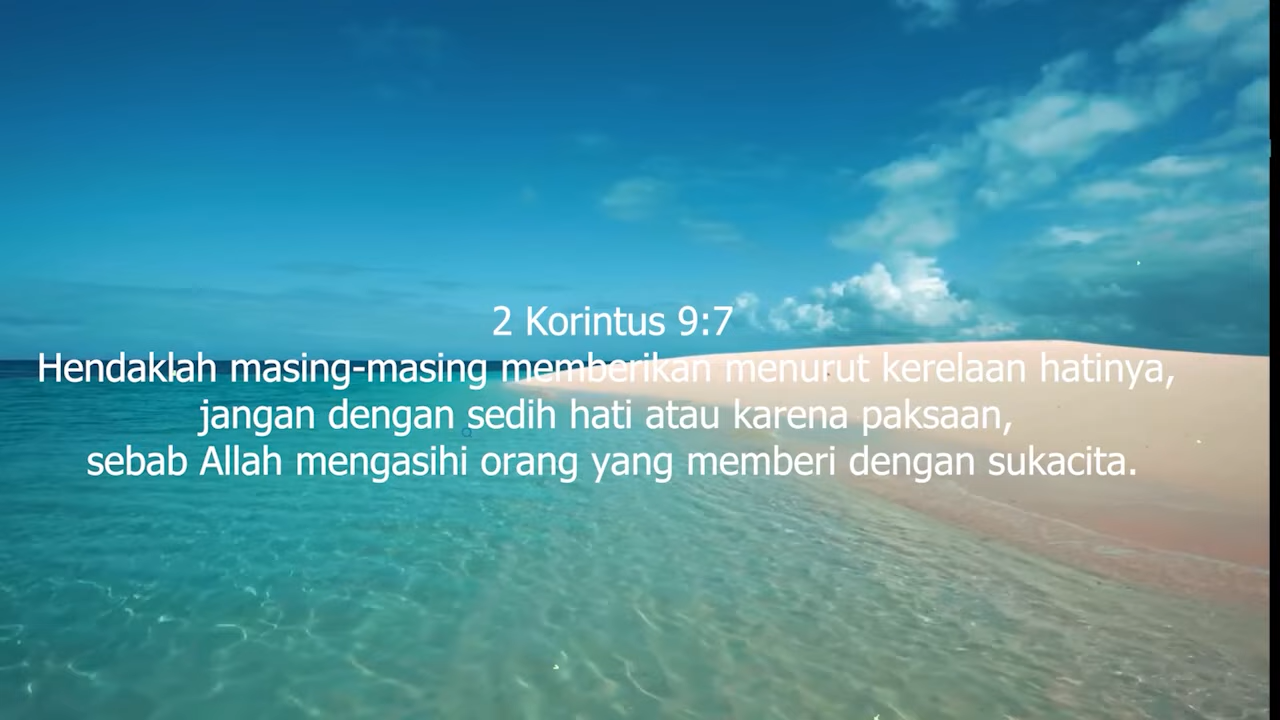 2 Korintus 9:7
Hendaklah masing-masing memberikan menurut kerelaan hatinya,
jangan dengan sedih hati atau karena paksaan,
sebab Allah mengasihi orang yang memberi dengan sukacita.